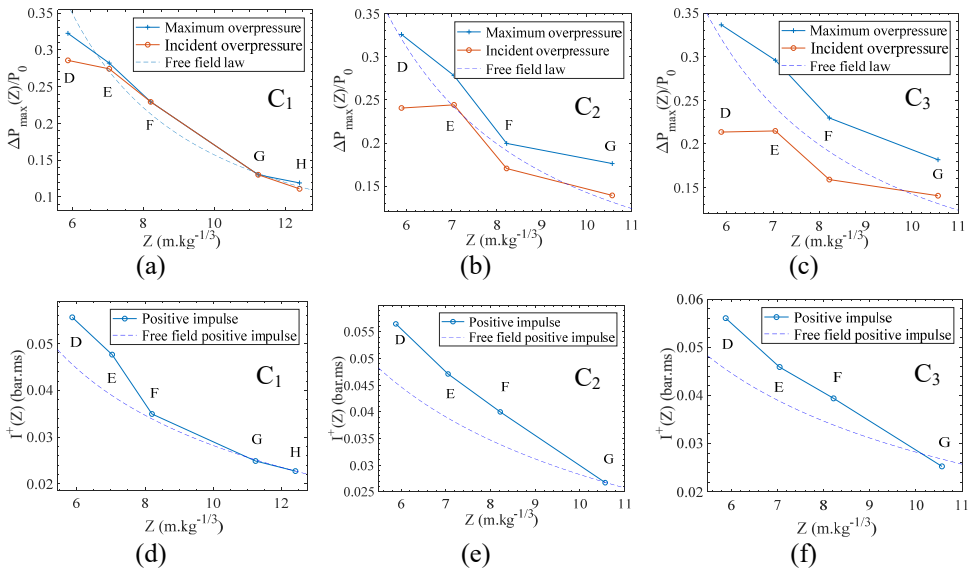 Maximum overpressure
Incident overpressure
Free field law
0.35
0.3
0.25
0.2
0.15
0.1
ΔPmax(Z)/P0
D
E
F
G
H
C1
6
8
10
12
Z (m.kg-1/3)
(a)
Maximum overpressure
Incident overpressure
Free field law
0.35
0.3
0.25
0.2
0.15
ΔPmax(Z)/P0
D
E
F
G
C2
6
7
8
9
10
11
Z (m.kg-1/3)
(b)
Maximum overpressure
Incident overpressure
Free field law
0.35
0.3
0.25
0.2
0.15
ΔPmax(Z)/P0
D
E
F
G
C3
6
7
8
9
10
11
Z (m.kg-1/3)
(c)
Positive impulse
Free field positive impulse
0.05
0.04
0.03
0.02
I+(Z) (bar.ms)
D
E
F
G
H
C1
6
8
10
12
Z (m.kg-1/3)
(d)
Positive impulse
Free field positive impulse
0.055
0.05
0.045
0.04
0.035
0.03
0.025
I+(Z) (bar.ms)
D
E
F
G
C2
6
7
8
9
10
11
Z (m.kg-1/3)
(e)
Positive impulse
Free field positive impulse
0.06
0.05
0.04
0.03
0.02
I+(Z) (bar.ms)
D
E
F
G
C3
6
7
8
9
10
11
Z (m.kg-1/3)
(f)